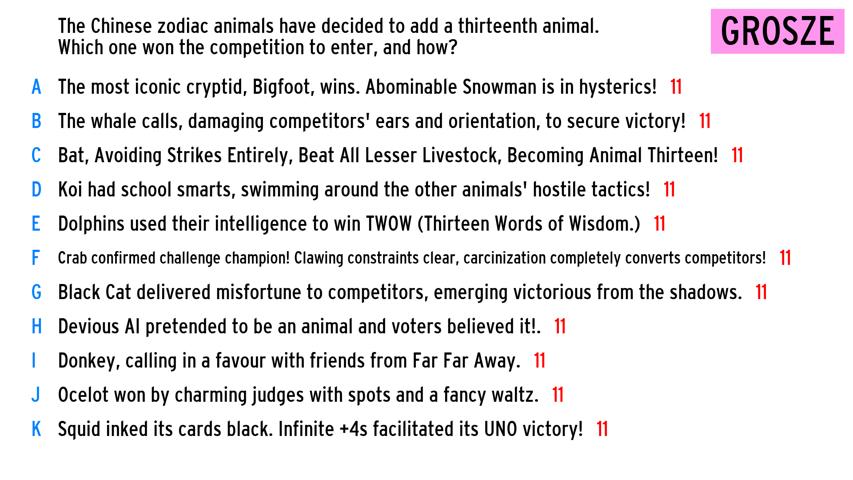 The Chinese zodiac animals have decided to add a thirteenth animal.
Which one won the competition to enter, and how?
GROSZE
A The most iconic cryptid, Bigfoot, wins. Abominable Snowman is in hysterics! 11
B The whale calls, damaging competitors' ears and orientation, to secure victory! 11
C Bat, Avoiding Strikes Entirely, Beat All Lesser Livestock, Becoming Animal Thirteen! 11
D Koi had school smarts, swimming around the other animals' hostile tactics! 11
E Dolphins used their intelligence to win TWOW (Thirteen Words of Wisdom.) 11
F Crab confirmed challenge champion! Clawing constraints clear, carcinization completely converts competitors! 11
G Black Cat delivered misfortune to competitors, emerging victorious from the shadows. 11
H Devious AI pretended to be an animal and voters believed it!. 11
I Donkey, calling in a favour with friends from Far Far Away. 11
J Ocelot won by charming judges with spots and a fancy waltz. 11
K Squid inked its cards black. Infinite +4s facilitated its UNO victory! 11